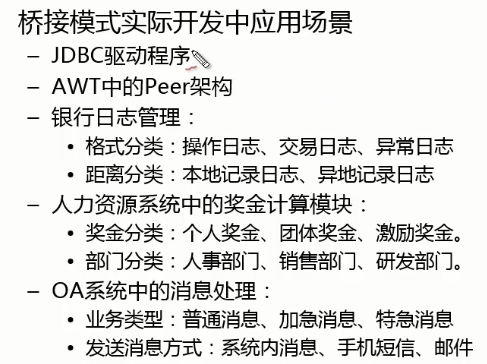 桥接模式实际开发中应用场景
– JDBC驱动程序
– AWT中的Peer架构
– 银行日志管理：
• 格式分类：操作日志、交易日志、异常日志
• 距离分类：本地记录日志、异地记录日志
– 人力资源系统中的奖金计算模块：
• 奖金分类：个人奖金、团体奖金、激励奖金。
• 部门分类：人事部门、销售部门、研发部门。
– OA系统中的消息处理：
• 业务类型：普通消息、加急消息、特急消息
• 发送消息方式：系统内消息、手机短信、邮件